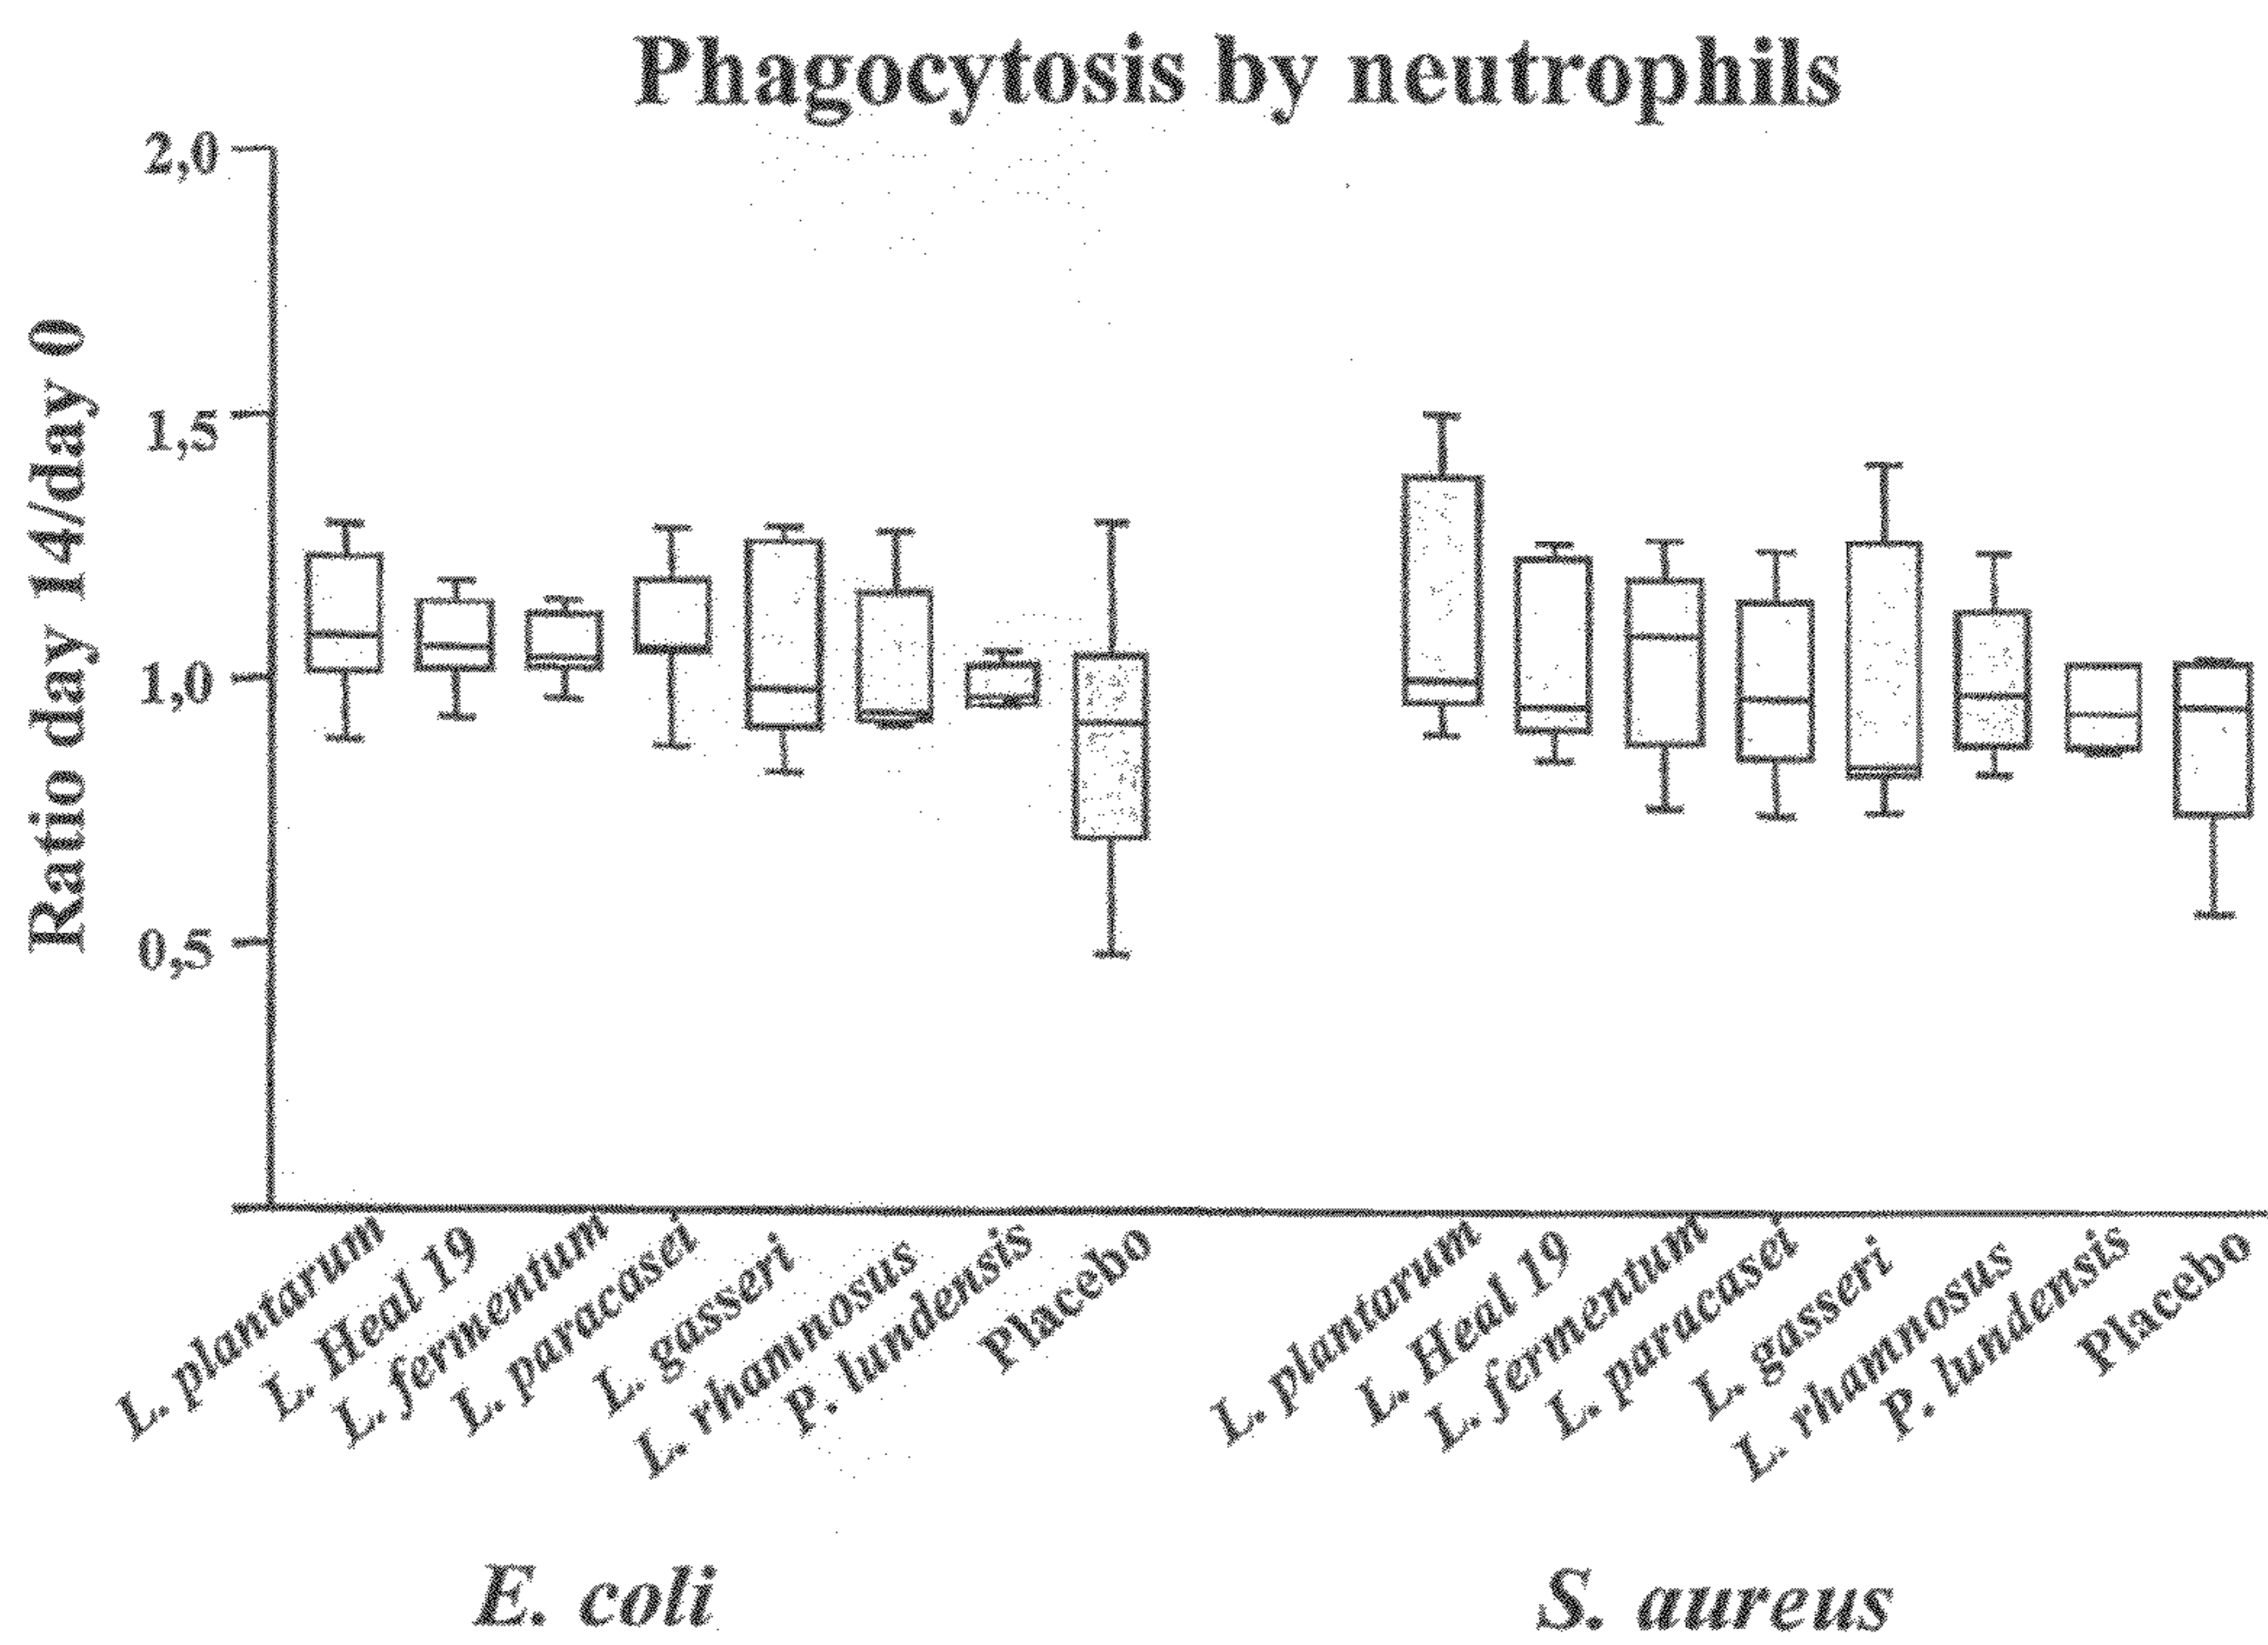 Phagocytosis by neutrophils
Ratio day 14/day 0
2,0
1,5
1,0
0,5
L. plantarum
L. Heal 19
L. fermentum
L. paracasei
L. gasseri
L. rhamnosus
P. lundensis
Placebo
L. plantarum
L. Heal 19
L. fermentum
L. paracasei
L. gasseri
L. rhamnosus
P. lundensis
Placebo
E. coli
S. aureus